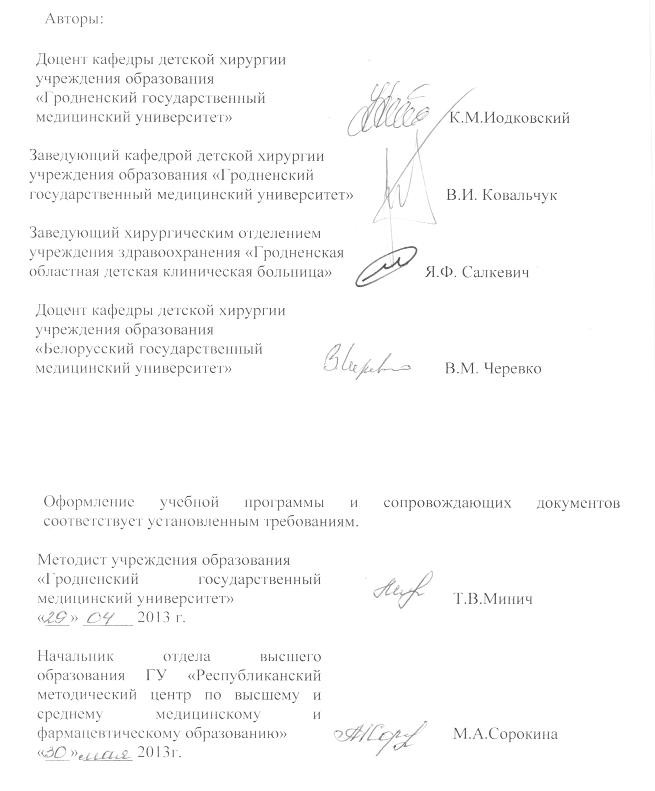 Авторы:
Доцент кафедры детской хирургии
учреждения образования
«Гродненский государственный
медицинский университет» К.М.Иодковский
Заведующий кафедрой детской хирургии
учреждения образования «Гродненский
государственный медицинский университет» В.И. Ковальчук
Заведующий хирургическим отделением
учреждения здравоохранения «Гродненская
областная детская клиническая больница» Я.Ф. Салкевич
Доцент кафедры детской хирургии
учреждения образования
«Белорусский государственный
медицинский университет» В.М. Черевко
Оформление учебной программы и сопровождающих документов
соответствует установленным требованиям.
Методист учреждения образования
«Гродненский государственный
медицинский университет» Т.В.Минич
«29» 04 2013 г.
Начальник отдела высшего
образования ГУ «Республиканский
методический центр по высшему и
среднему медицинскому и
фармацевтическому образованию» М.А.Сорокина
«30» мая 2013г.